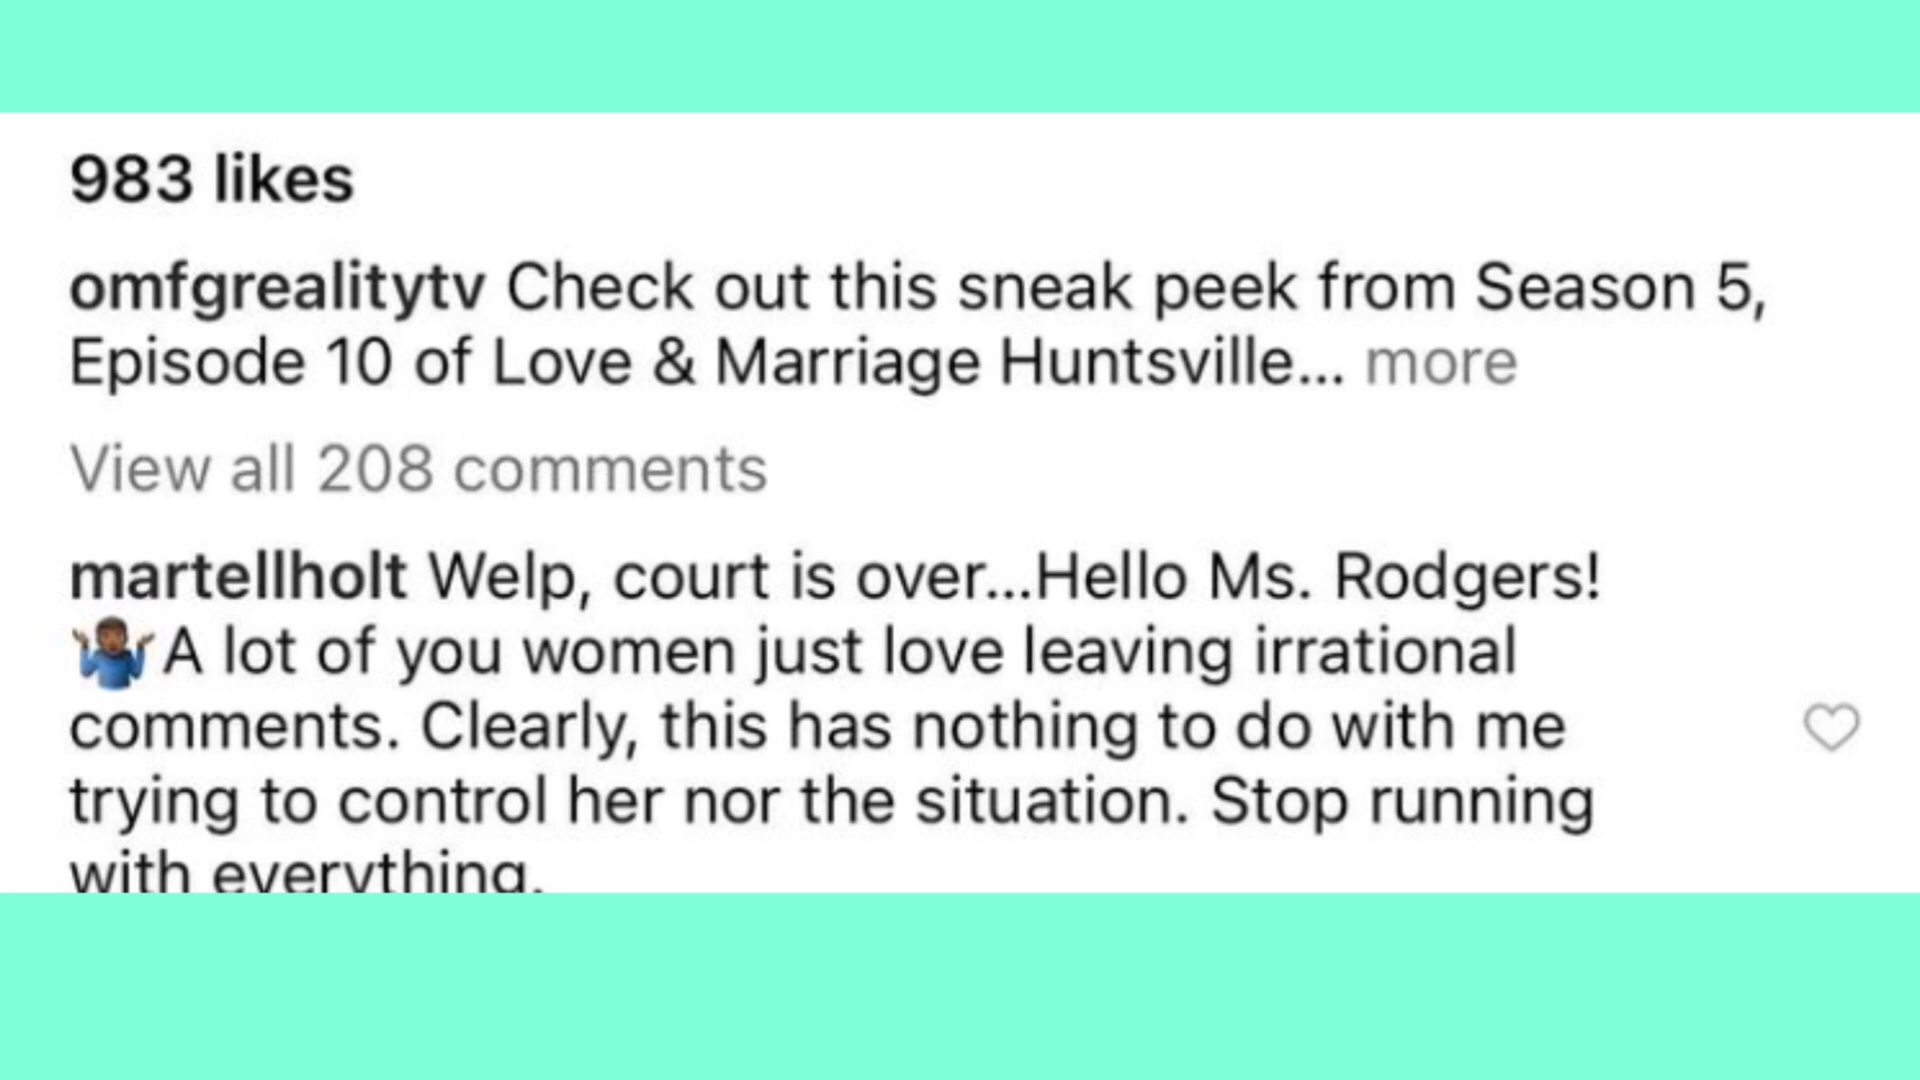 983 likes
omfgrealitytv Check out this sneak peek from Season 5,
Episode 10 of Love & Marriage Huntsville... more
View all 208 comments
martellholt Welp, court is over...Hello Ms. Rodgers!
🤷🏾‍♂️A lot of you women just love leaving irrational
comments. Clearly, this has nothing to do with me
trying to control her nor the situation. Stop running
with everything.